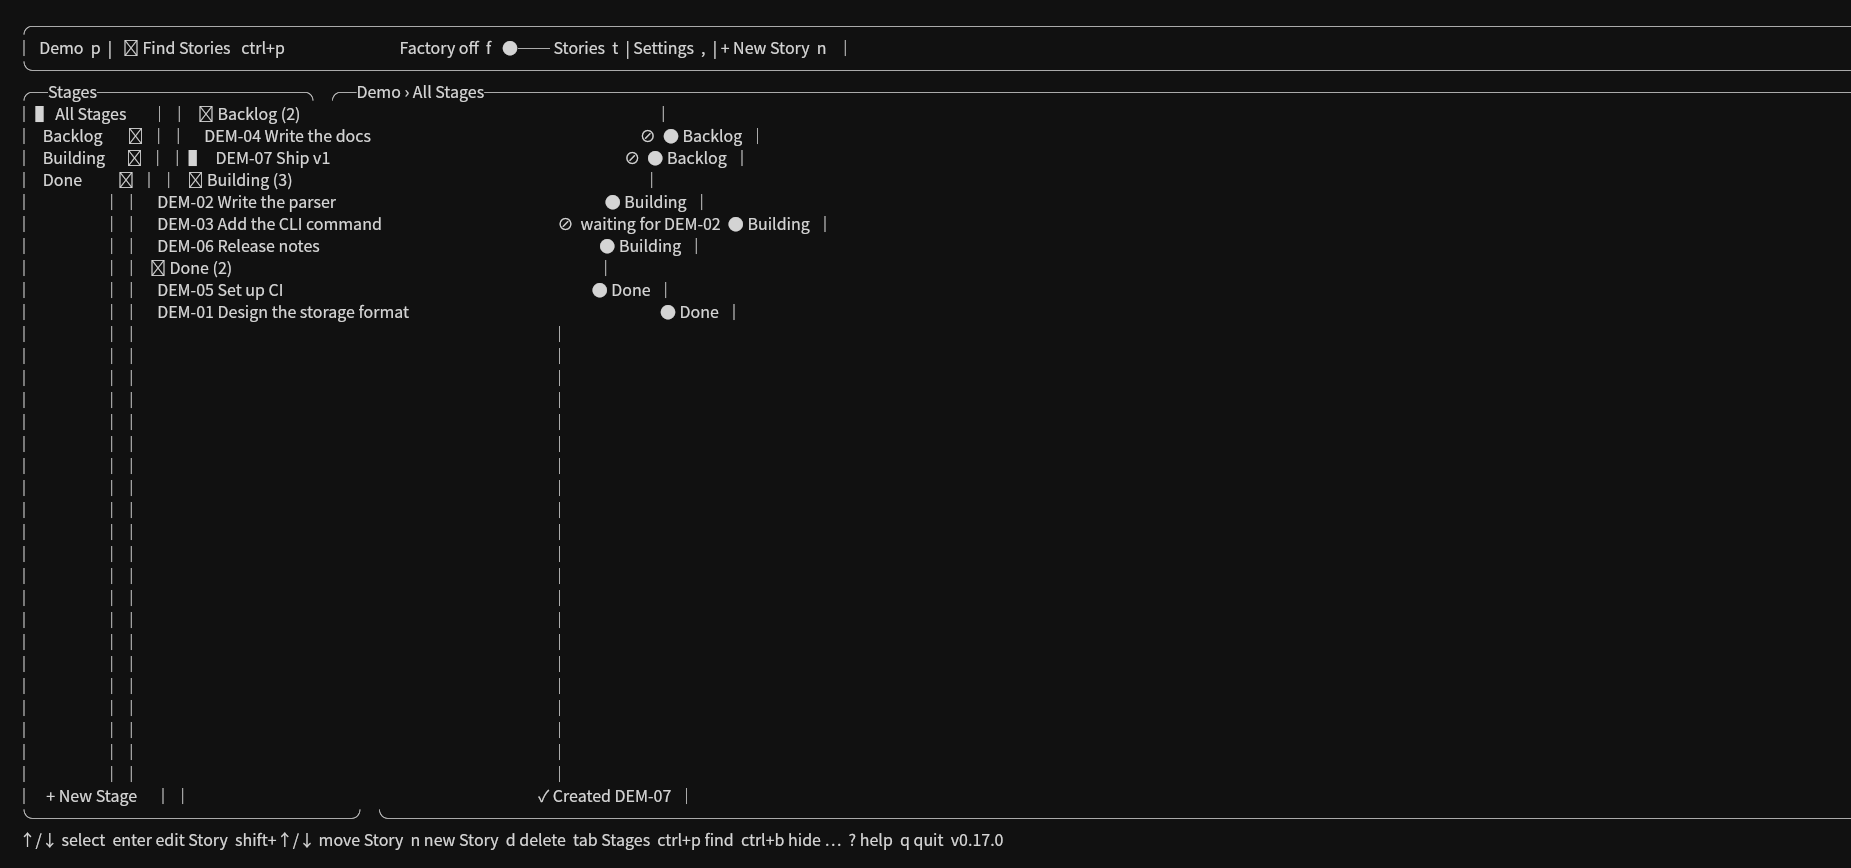 Demo p | Find Stories ctrl+p Factory off f ●── Stories t | Settings , | + New Story n
Stages Demo › All Stages
All Stages Backlog (2)
Backlog DEM-04 Write the docs ⊘ ● Backlog
Building DEM-07 Ship v1 ⊘ ● Backlog
Done Building (3)
DEM-02 Write the parser ● Building
DEM-03 Add the CLI command ⊘ waiting for DEM-02 ● Building
DEM-06 Release notes ● Building
Done (2)
DEM-05 Set up CI ● Done
DEM-01 Design the storage format ● Done
+ New Stage ✓ Created DEM-07
↑/↓ select enter edit Story shift+↑/↓ move Story n new Story d delete tab Stages ctrl+p find ctrl+b hide … ? help q quit v0.17.0